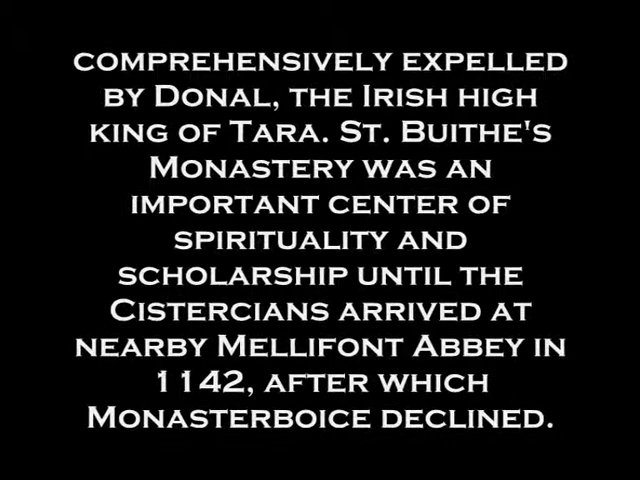 COMPREHENSIVELY EXPELLED
BY DONAL, THE IRISH HIGH
KING OF TARA. ST. BUITHE'S
MONASTERY WAS AN
IMPORTANT CENTER OF
SPIRITUALITY AND
SCHOLARSHIP UNTIL THE
CISTERCIANS ARRIVED AT
NEARBY MELLIFONT ABBEY IN
1142, AFTER WHICH
MONASTERBOICE DECLINED.